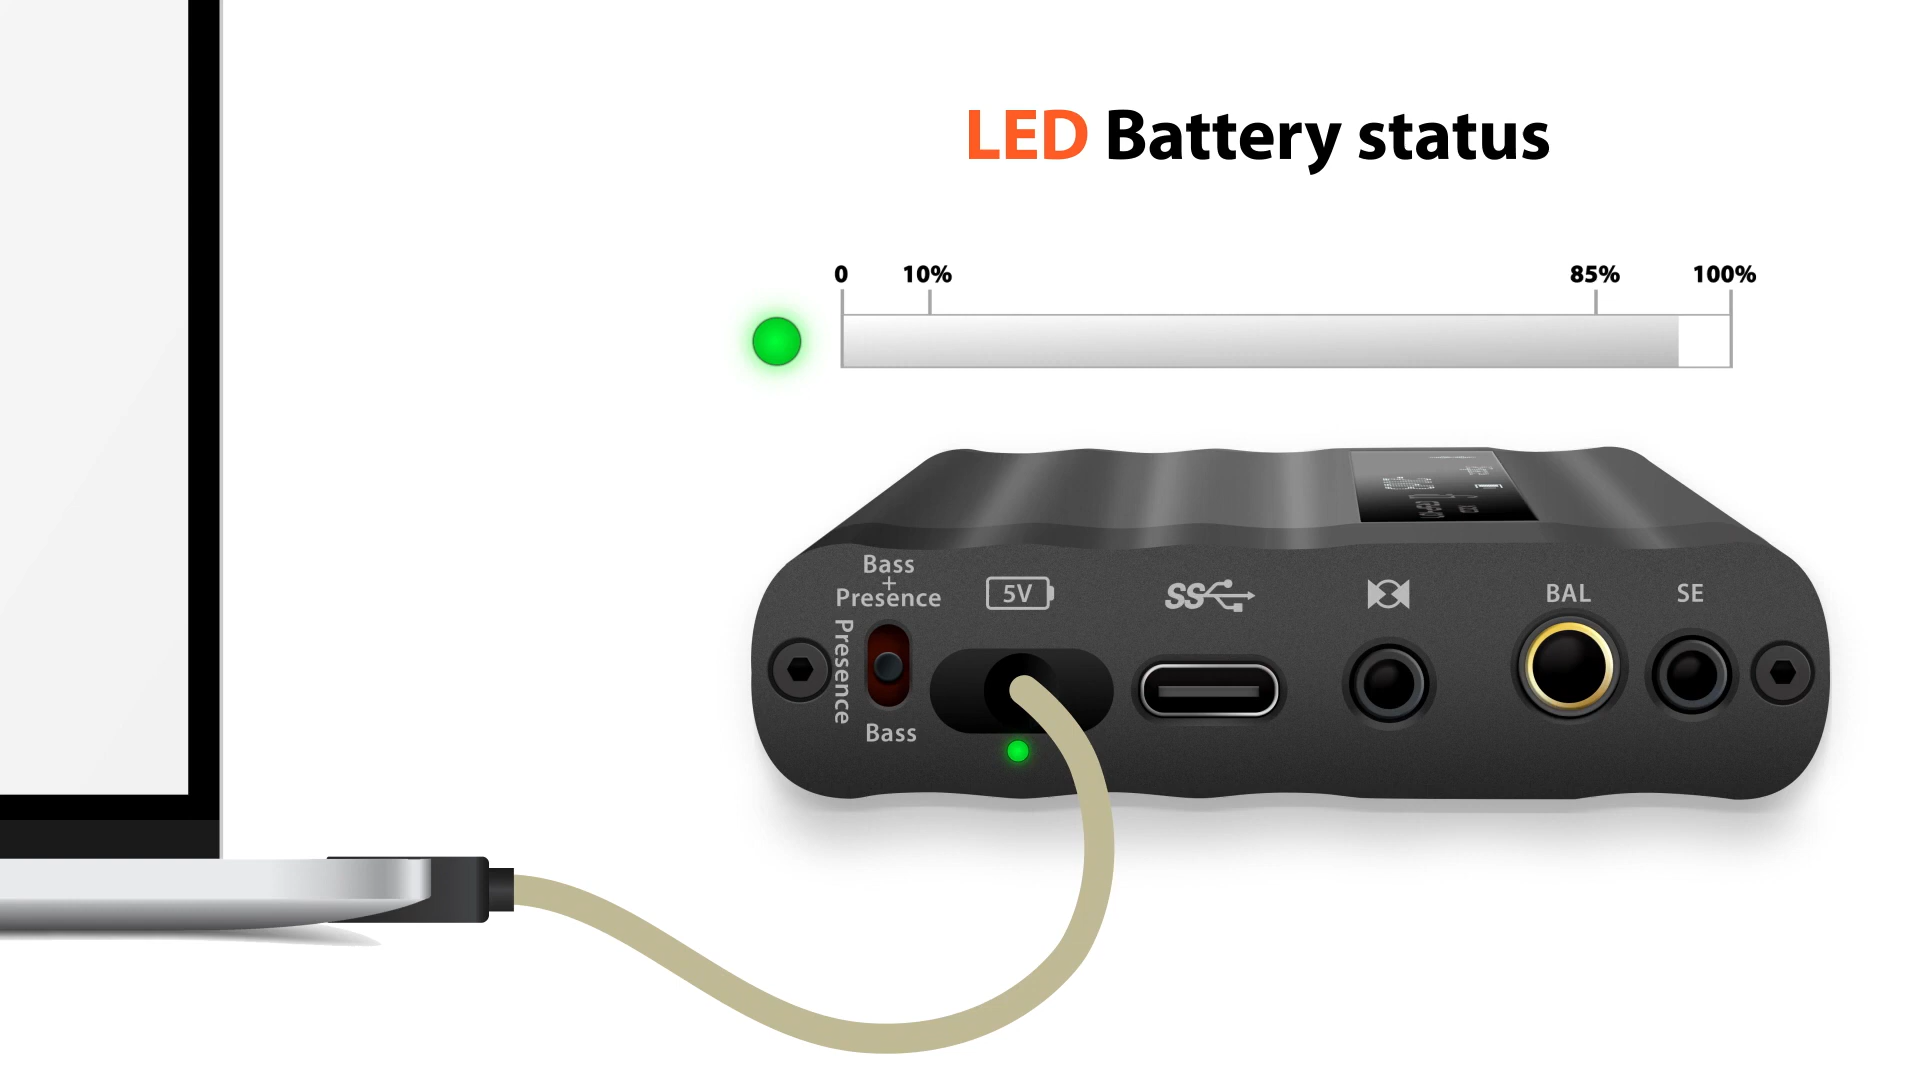 LED Battery status
0 10% 85% 100%
Bass
+
Presence
Presence
Bass
5V
SS
BAL
SE